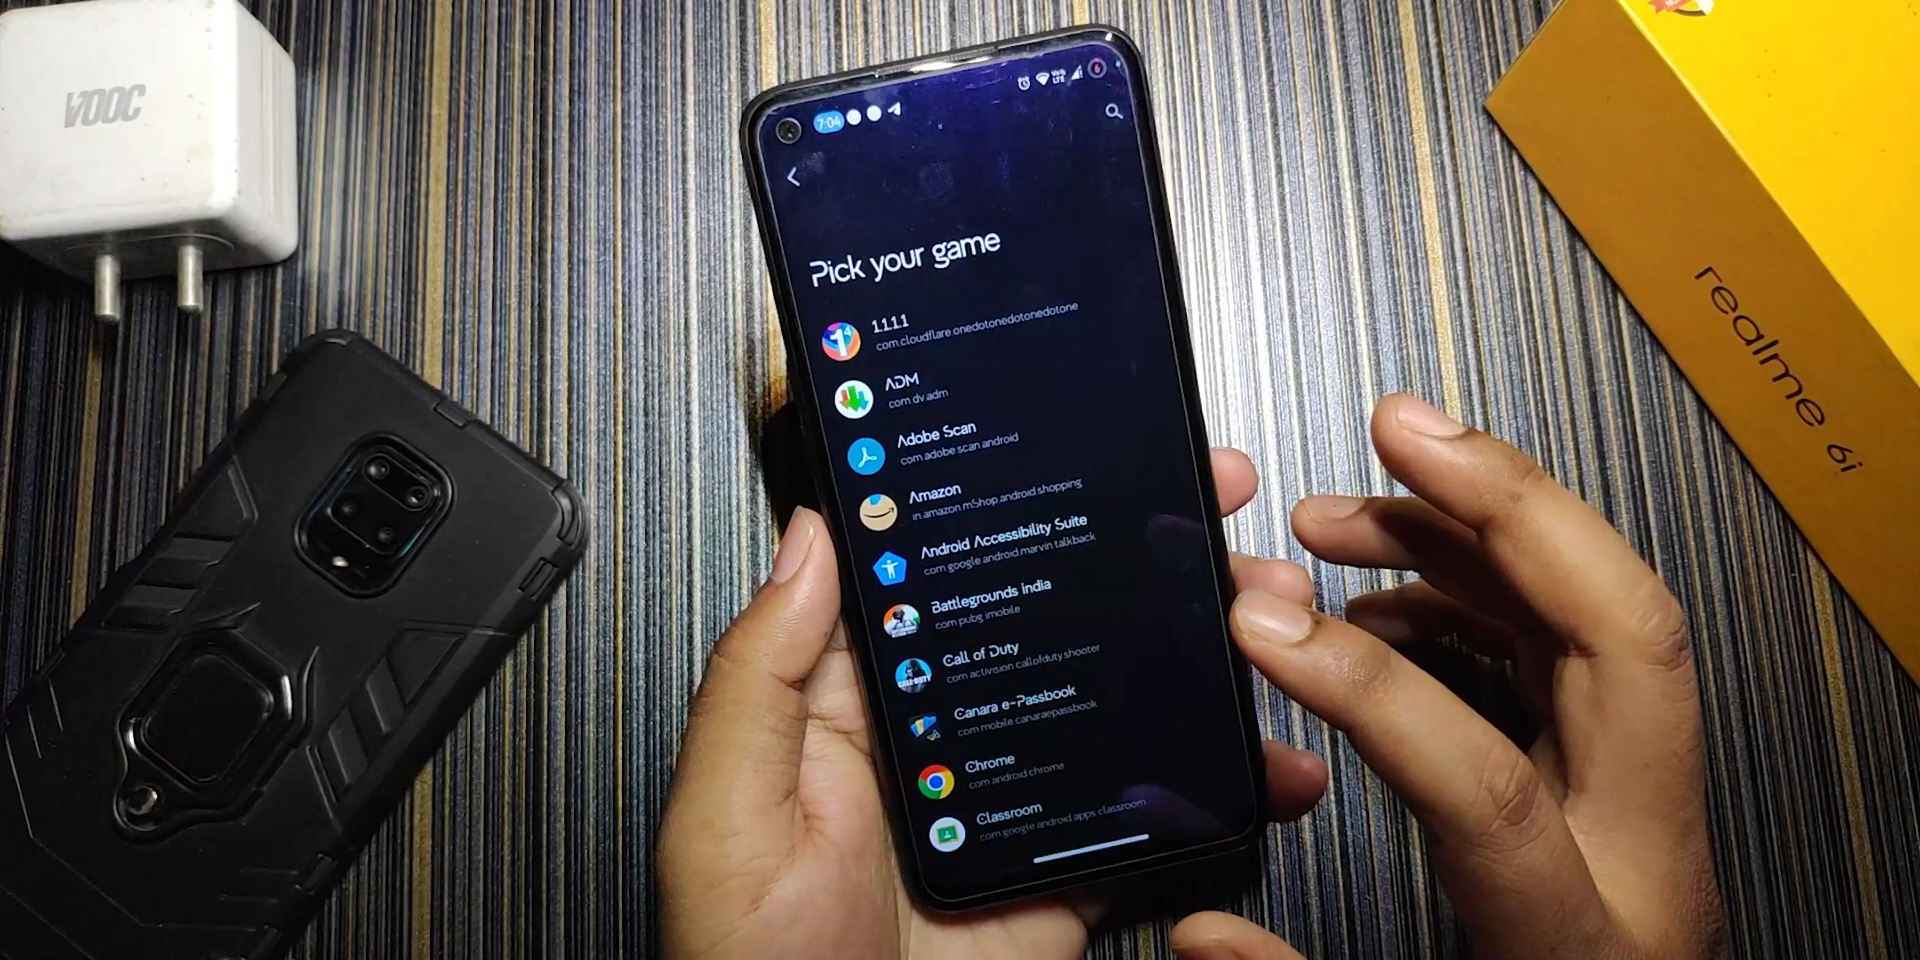 VOOC
7:04
Pick your game
1.1.1.1
com.cloudflare.onedotonedotonedotone
ADM
com.dv.adm
Adobe Scan
com.adobe.scan.android
Amazon
in.amazon.mShop.android.shopping
Android Accessibility Suite
com.google.android.marvin.talkback
Battlegrounds india
com.pubg.imobile
Call of Duty
com.activision.callofduty.shooter
Canara e-Passbook
com.mobile.canaraepassbook
Chrome
com.android.chrome
Classroom
com.google.android.apps.classroom
realme 6i